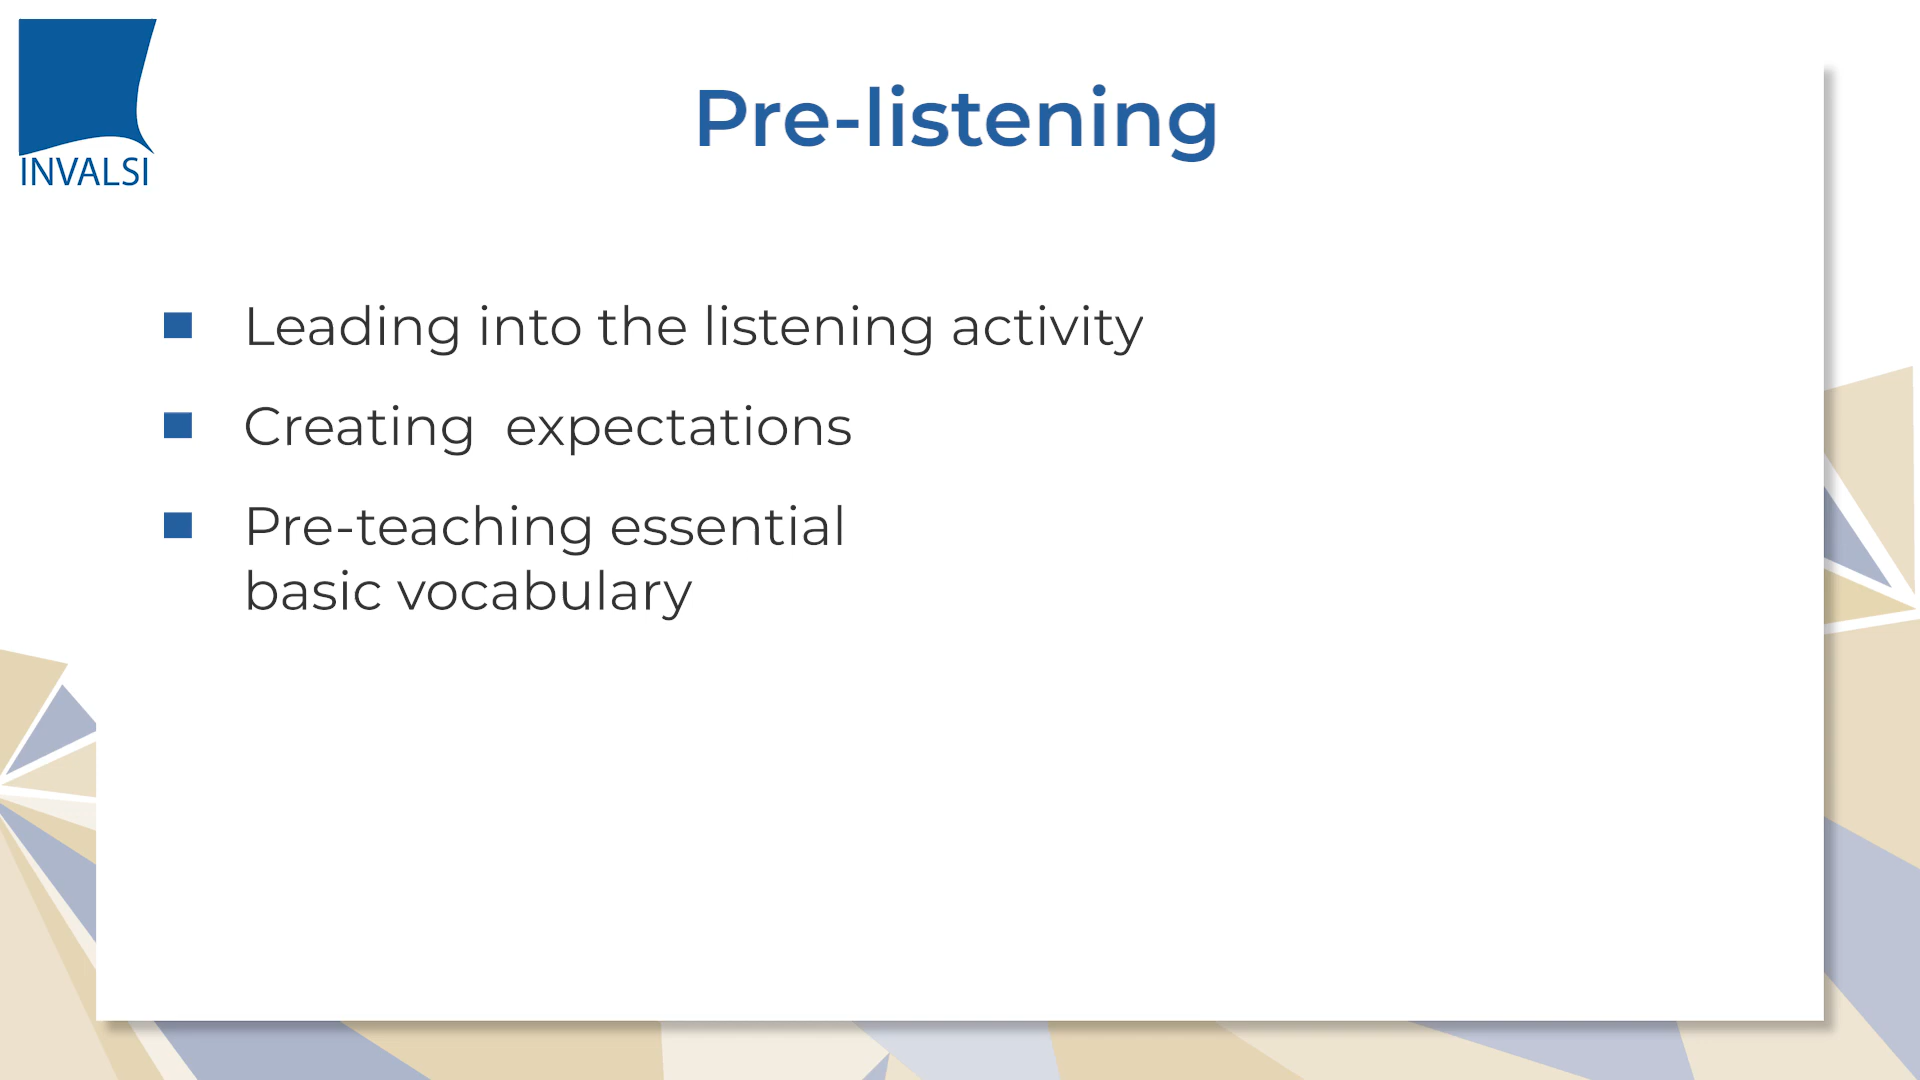 INVALSI
Pre-listening
Leading into the listening activity
Creating  expectations
Pre-teaching essential
basic vocabulary